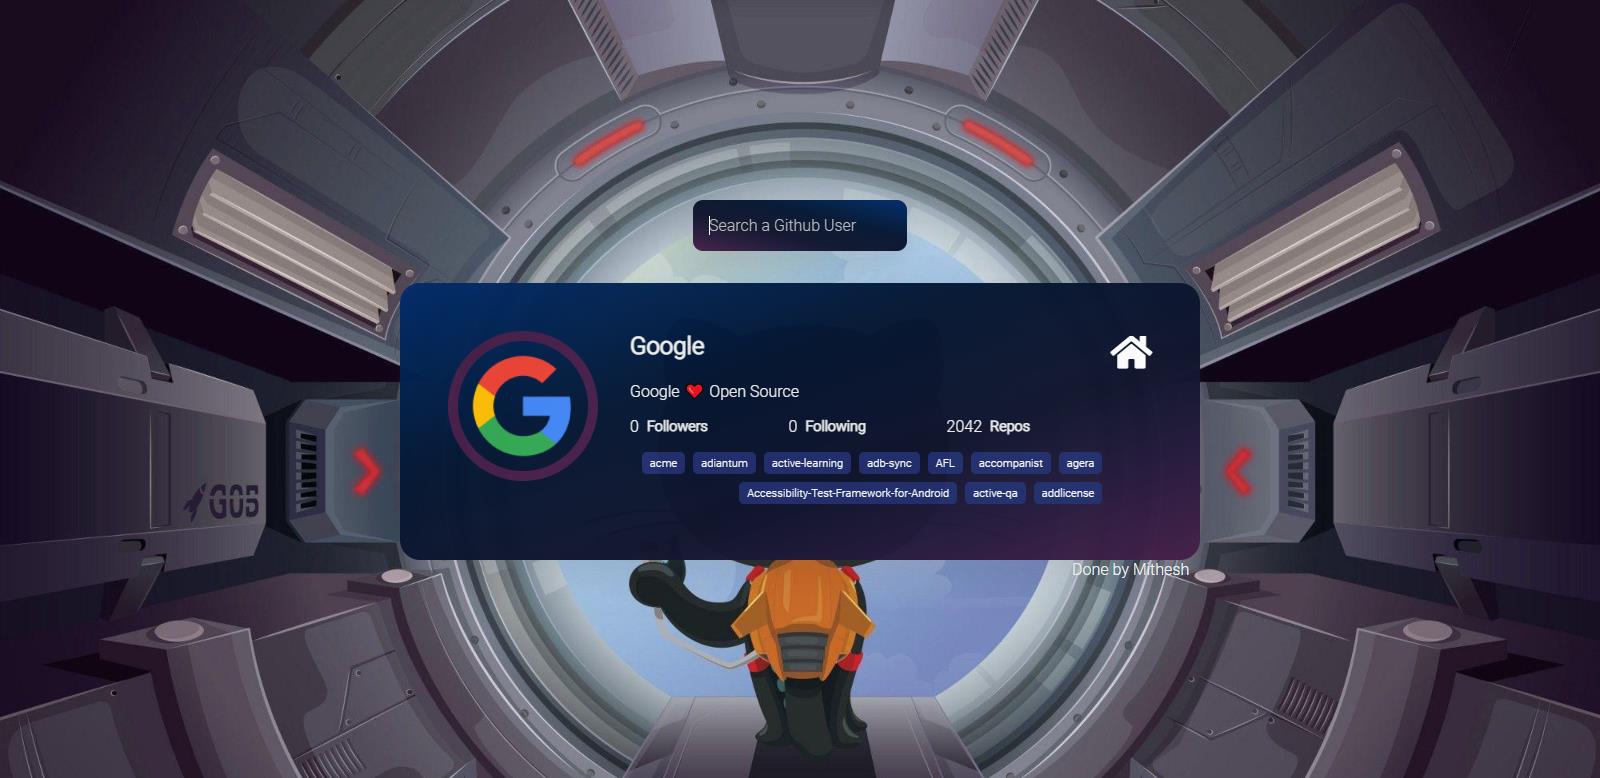 Search a Github User
Google
Google ❤ Open Source
0 Followers 0 Following 2042 Repos
acme adiantum active-learning adb-sync AFL accompanist agera
Accessibility-Test-Framework-for-Android active-qa addlicense
G05
Done by Mithesh